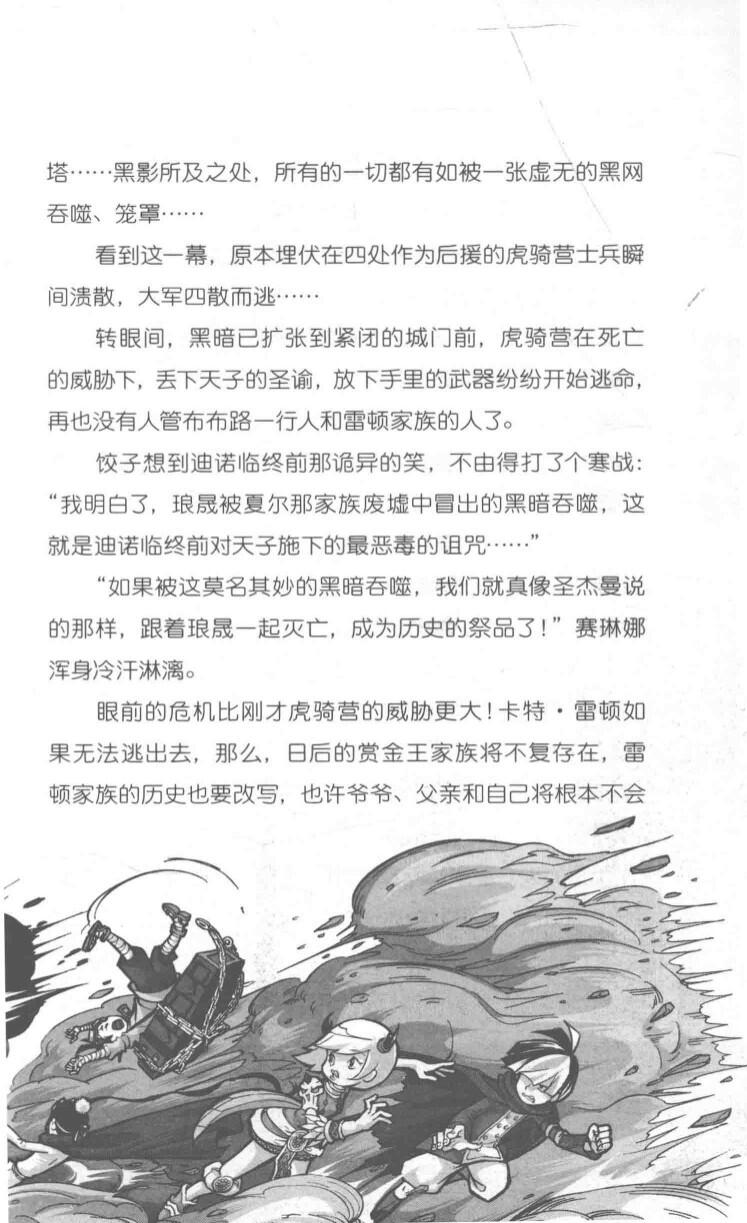 塔……黑影所及之处，所有的一切都有如被一张虚无的黑网
吞噬、笼罩……
看到这一幕，原本埋伏在四处作为后援的虎骑营士兵瞬
间溃散，大军四散而逃……
转眼间，黑暗已扩张到紧闭的城门前，虎骑营在死亡
的威胁下，丢下天子的圣谕，放下手里的武器纷纷开始逃命，
再也没有人管布布路一行人和雷顿家族的人了。
饺子想到迪诺临终前那诡异的笑，不由得打了个寒战：
“我明白了，琅晟被夏尔那家族废墟中冒出的黑暗吞噬，这
就是迪诺临终前对天子施下的最恶毒的诅咒……”
“如果被这莫名其妙的黑暗吞噬，我们就真像圣杰曼说
的那样，跟着琅晟一起灭亡，成为历史的祭品了！”赛琳娜
浑身冷汗淋漓。
眼前的危机比刚才虎骑营的威胁更大！卡特·雷顿如
果无法逃出去，那么，日后的赏金王家族将不复存在，雷
顿家族的历史也要改写，也许爷爷、父亲和自己将根本不会